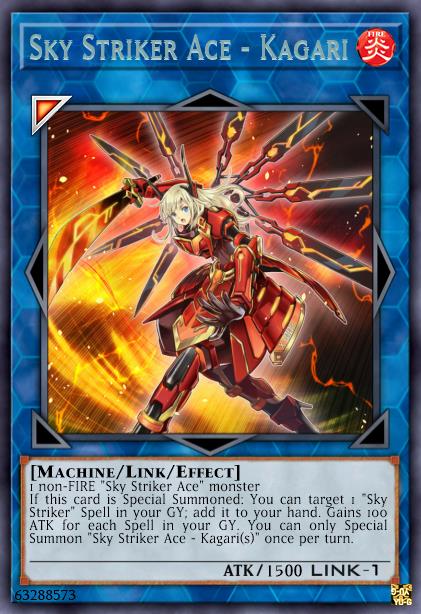 Sky Striker Ace - Kagari
FIRE
炎
[Machine/Link/Effect]
1 non-FIRE "Sky Striker Ace" monster
If this card is Special Summoned: You can target 1 "Sky
Striker" Spell in your GY; add it to your hand. Gains 100
ATK for each Spell in your GY. You can only Special
Summon "Sky Striker Ace - Kagari(s)" once per turn.
ATK/1500 LINK-1
63288573